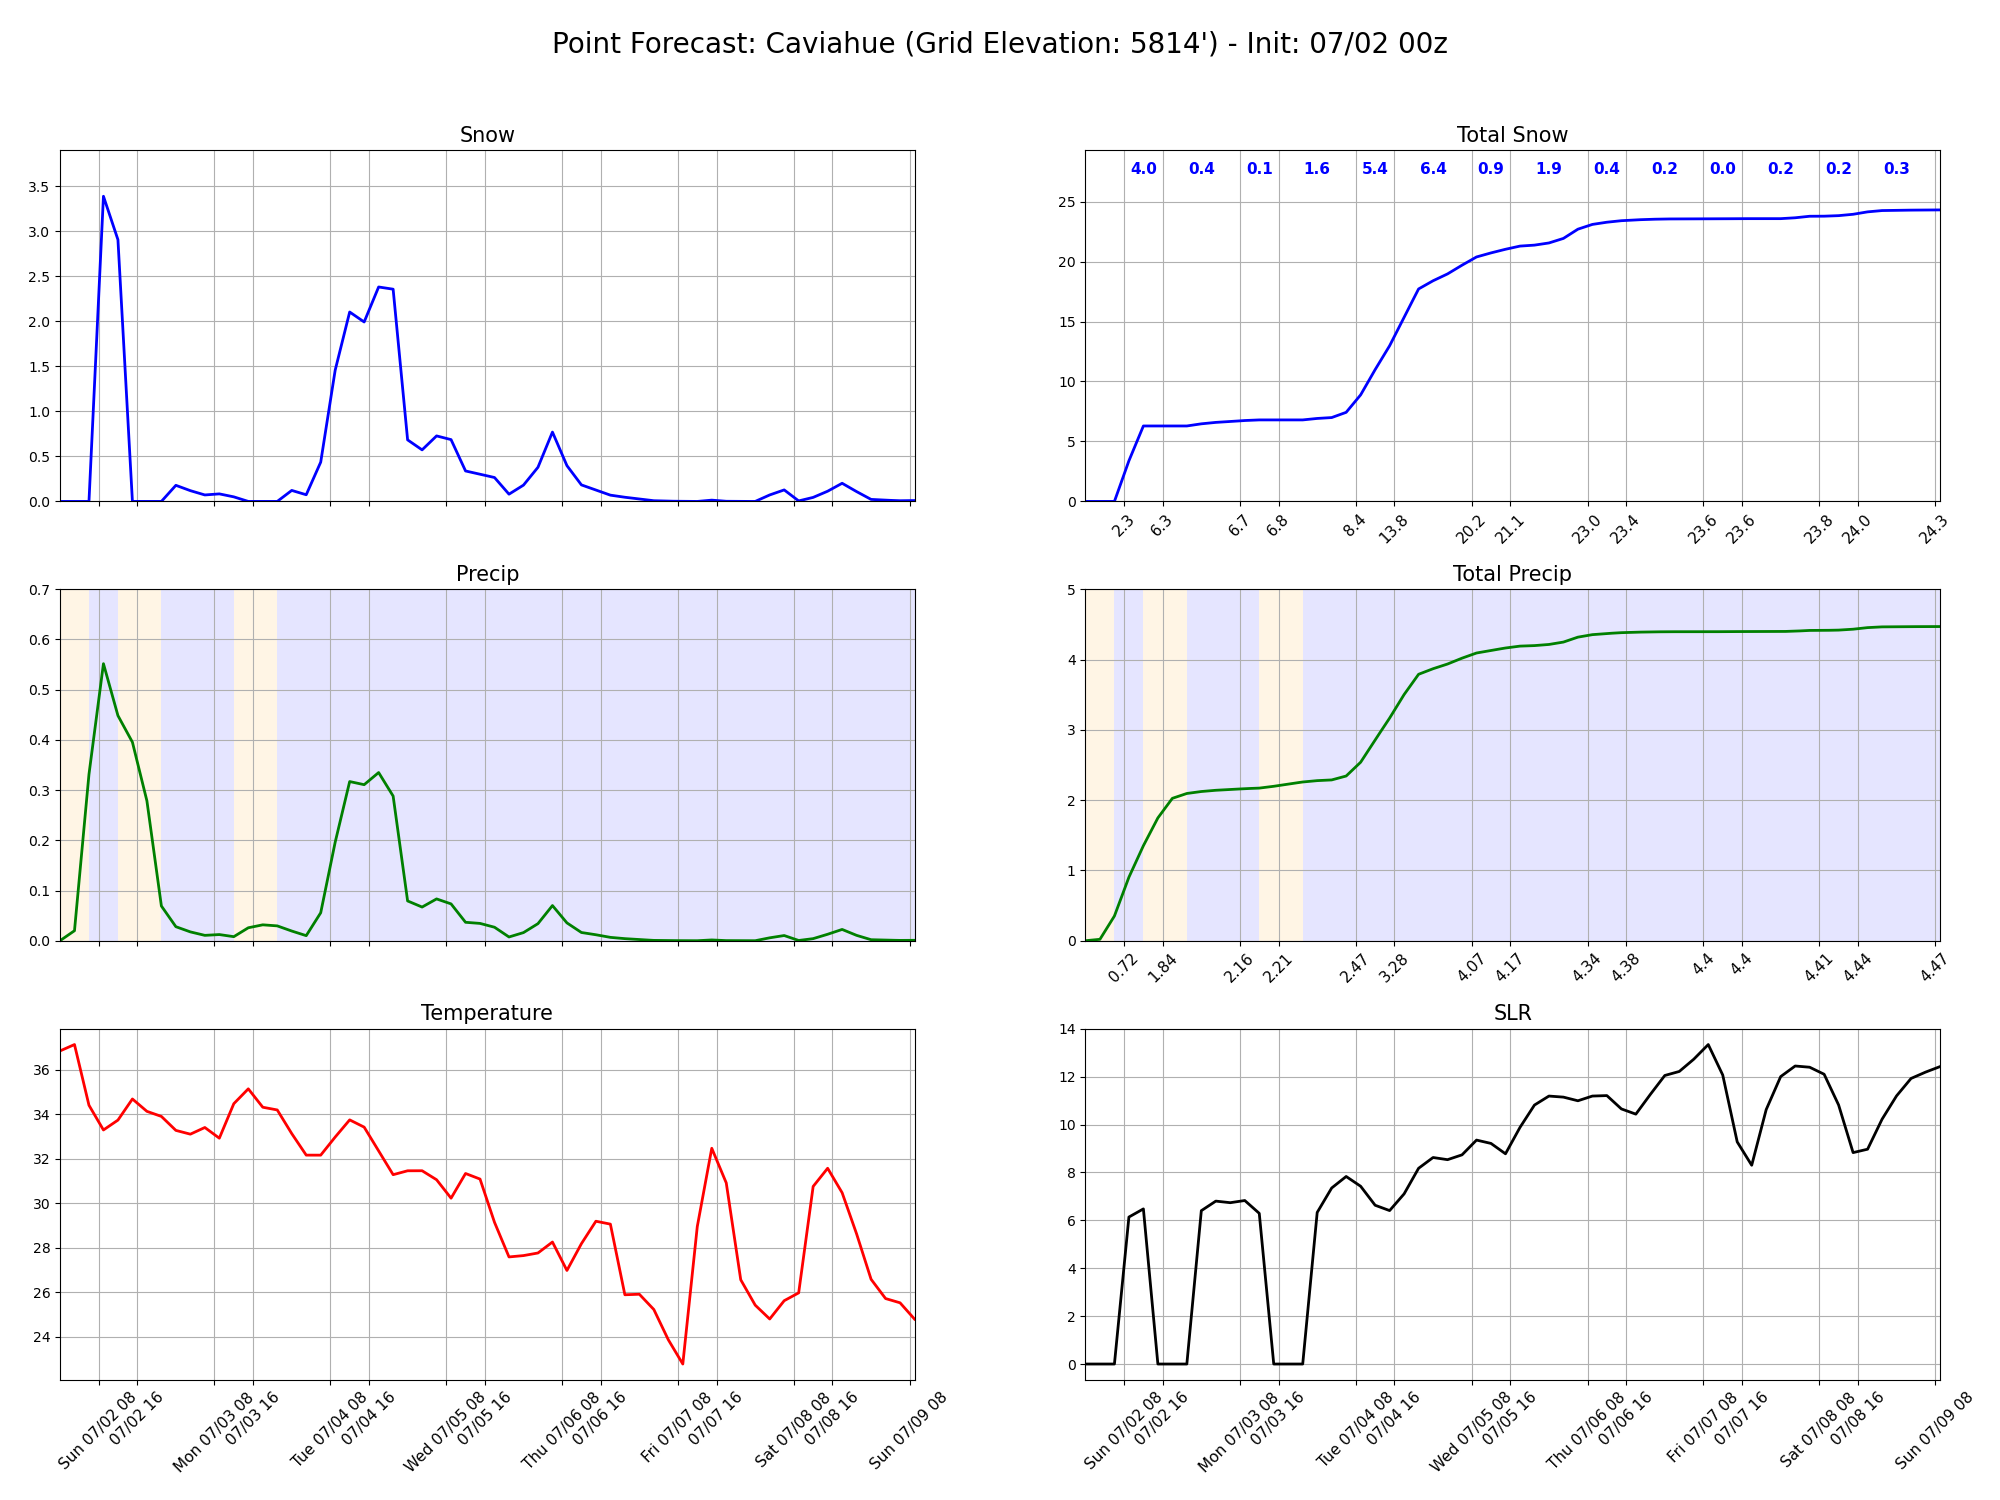 Point Forecast: Caviahue (Grid Elevation: 5814') - Init: 07/02 00z
Snow
3.5
3.0
2.5
2.0
1.5
1.0
0.5
0.0
Total Snow
4.0 0.4 0.1 1.6 5.4 6.4 0.9 1.9 0.4 0.2 0.0 0.2 0.2 0.3
25
20
15
10
5
0
2.3 6.3 6.7 6.8 8.4 13.8 20.2 21.1 23.0 23.4 23.6 23.6 23.8 24.0 24.3
Precip
0.7
0.6
0.5
0.4
0.3
0.2
0.1
0.0
Total Precip
5
4
3
2
1
0
0.72 1.84 2.16 2.21 2.47 3.28 4.07 4.17 4.34 4.38 4.4 4.4 4.41 4.44 4.47
Temperature
36
34
32
30
28
26
24
Sun 07/02 08
07/02 16
Mon 07/03 08
07/03 16
Tue 07/04 08
07/04 16
Wed 07/05 08
07/05 16
Thu 07/06 08
07/06 16
Fri 07/07 08
07/07 16
Sat 07/08 08
07/08 16
Sun 07/09 08
SLR
14
12
10
8
6
4
2
0
Sun 07/02 08
07/02 16
Mon 07/03 08
07/03 16
Tue 07/04 08
07/04 16
Wed 07/05 08
07/05 16
Thu 07/06 08
07/06 16
Fri 07/07 08
07/07 16
Sat 07/08 08
07/08 16
Sun 07/09 08